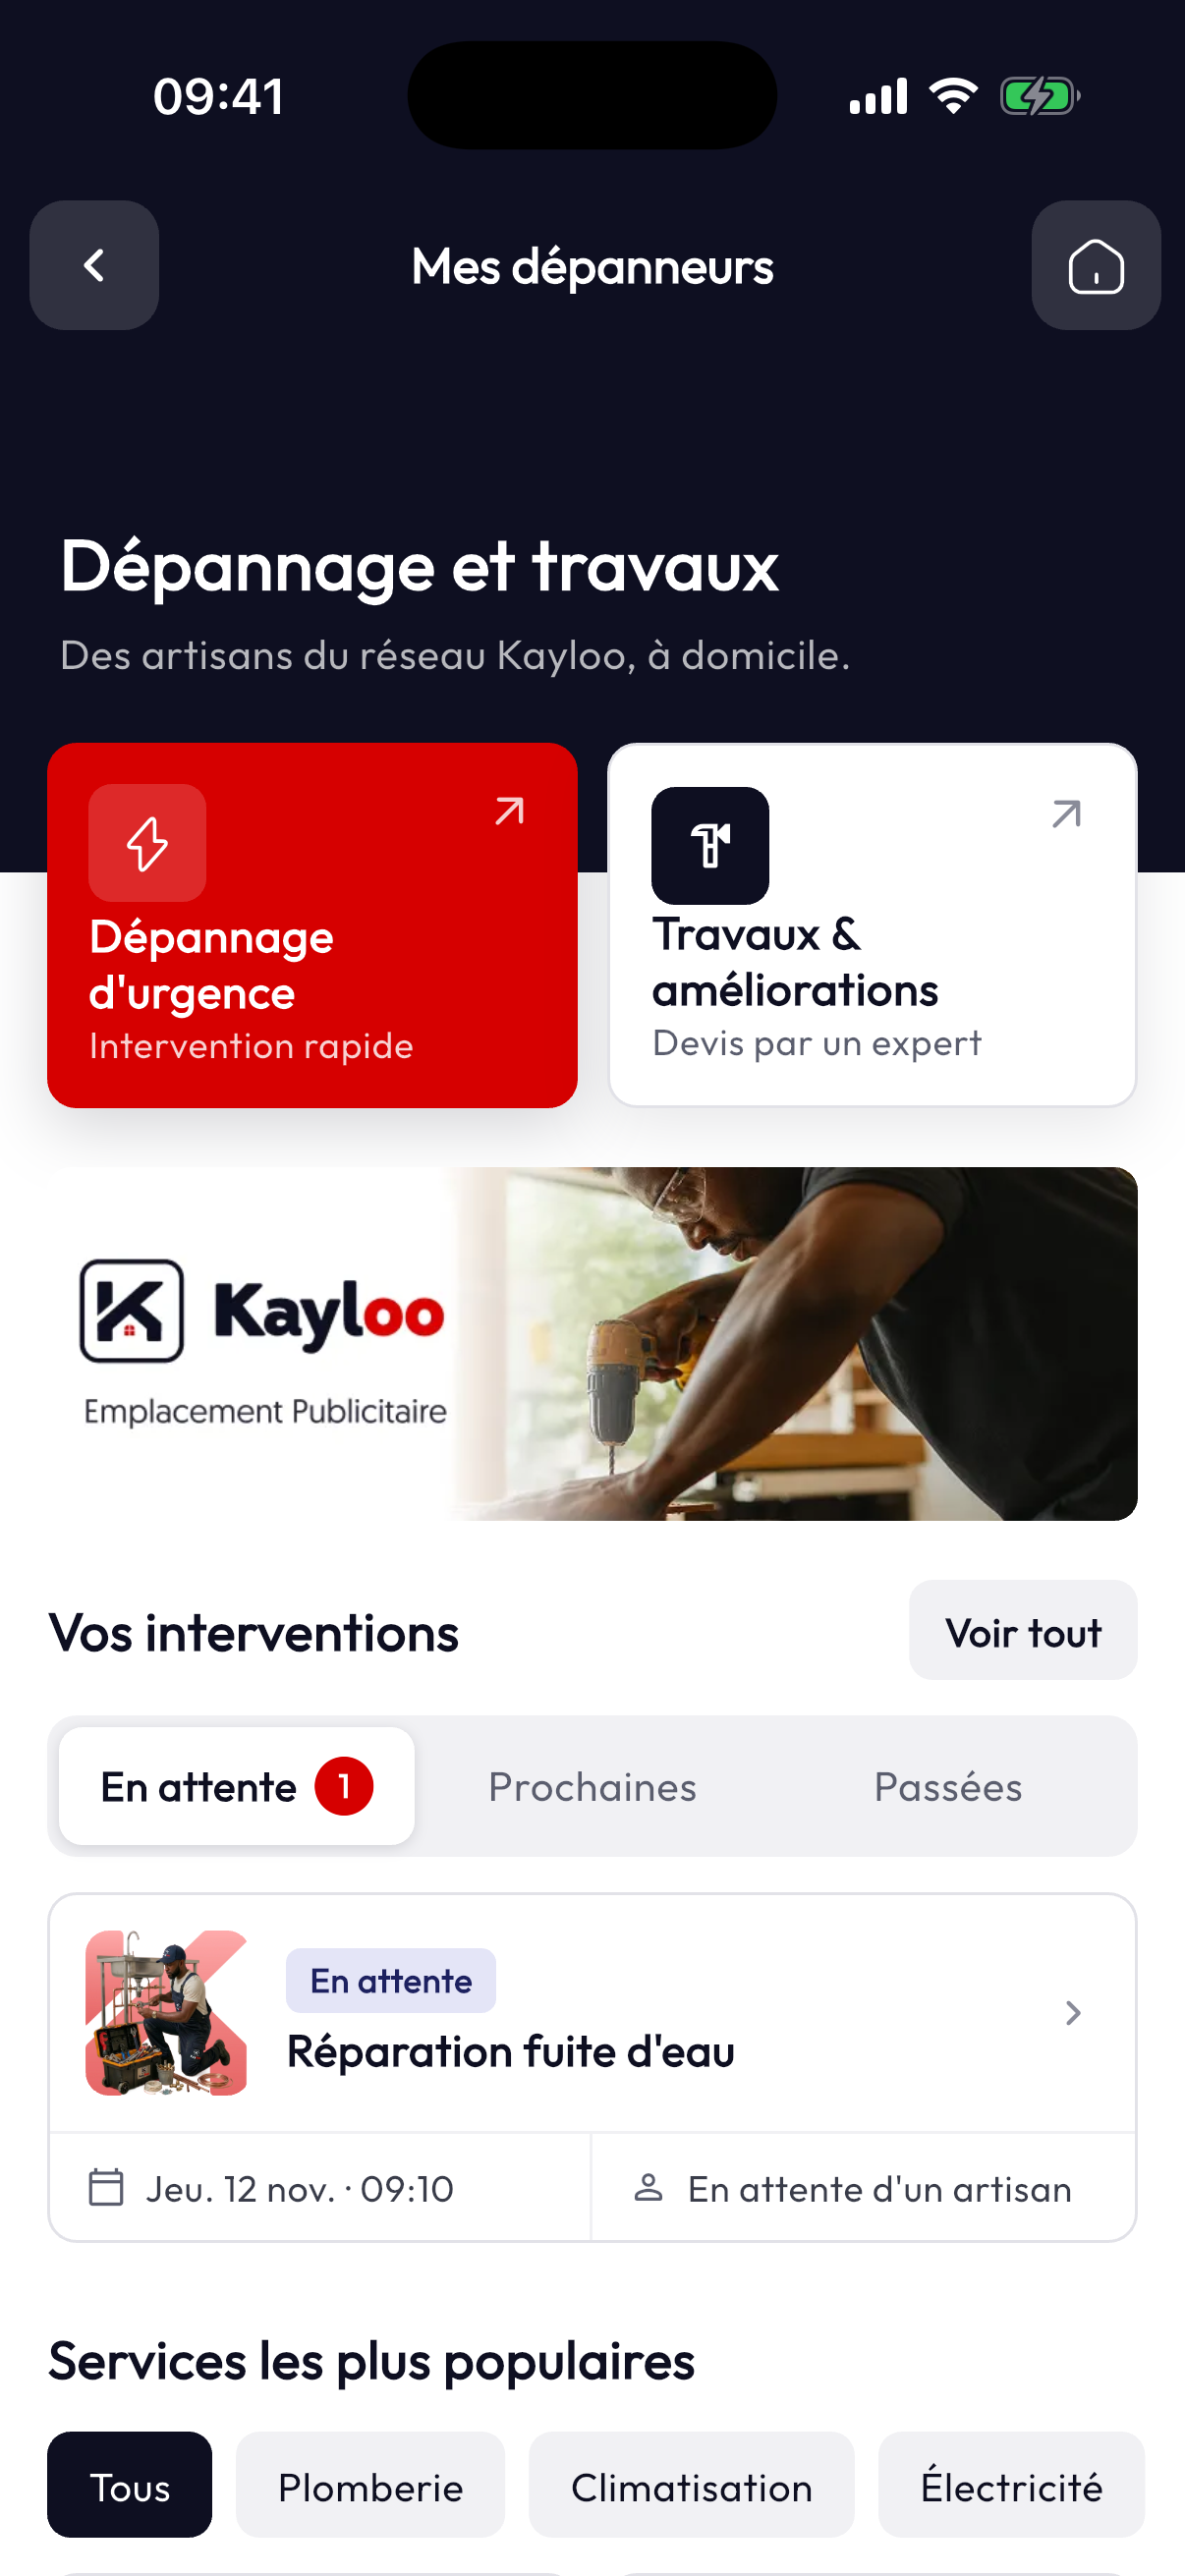 09:41
Mes dépanneurs
Dépannage et travaux
Des artisans du réseau Kayloo, à domicile.
Dépannage
d'urgence
Intervention rapide
Travaux &
améliorations
Devis par un expert
Kayloo
Emplacement Publicitaire
Vos interventions
Voir tout
En attente 1
Prochaines
Passées
En attente
Réparation fuite d'eau
Jeu. 12 nov. · 09:10
En attente d'un artisan
Services les plus populaires
Tous
Plomberie
Climatisation
Électricité